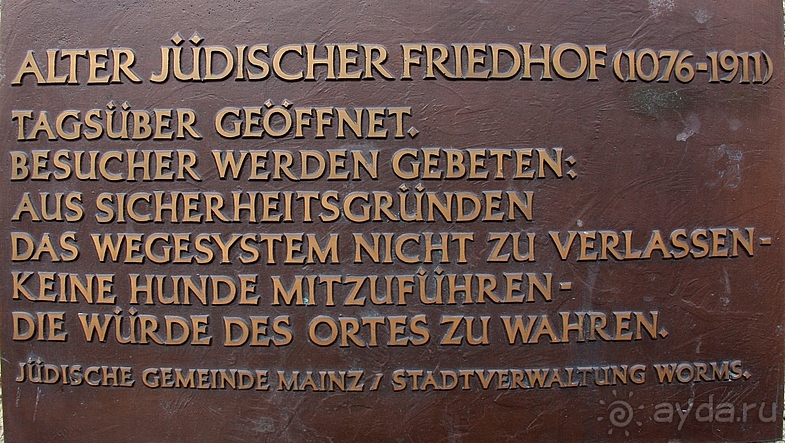 ALTER JÜDISCHER FRIEDHOF (1076-1911)
TAGSÜBER GEÖFFNET.
BESUCHER WERDEN GEBETEN:
AUS SICHERHEITSGRÜNDEN
DAS WEGESYSTEM NICHT ZU VERLASSEN-
KEINE HUNDE MITZUFÜHREN-
DIE WÜRDE DES ORTES ZU WAHREN.
JÜDISCHE GEMEINDE MAINZ / STADTVERWALTUNG WORMS.
ayda.ru